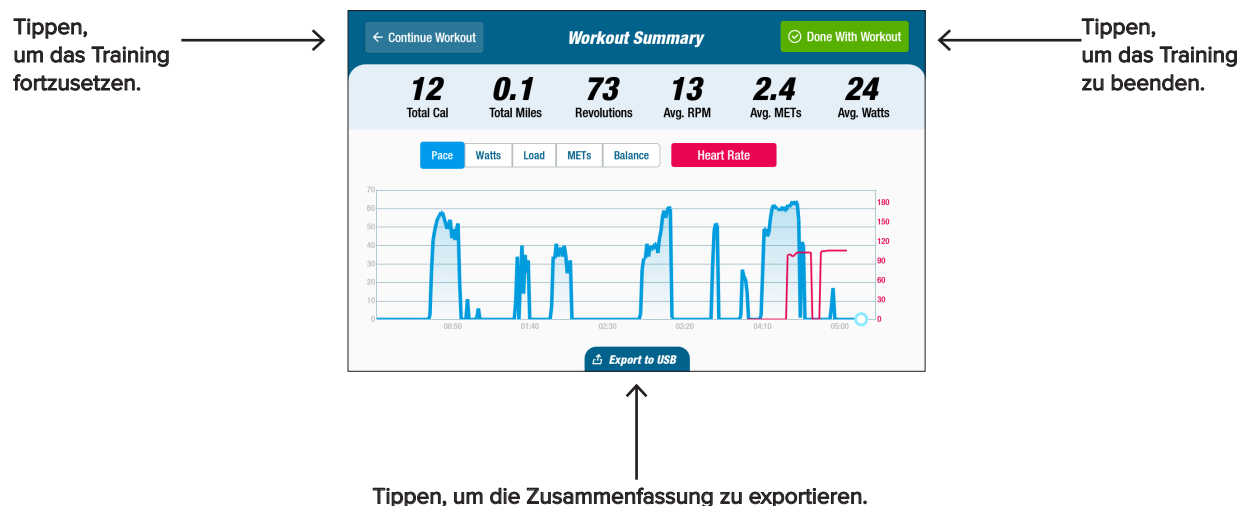 Tippen,
um das Training
fortzusetzen.
← Continue Workout
Workout Summary
Done With Workout
Tippen,
um das Training
zu beenden.
12 0.1 73 13 2.4 24
Total Cal Total Miles Revolutions Avg. RPM Avg. METs Avg. Watts
Pace Watts Load METs Balance Heart Rate
70
60
50
40
30
20
10
0
180
150
120
90
60
30
0
00:50 01:40 02:30 03:20 04:10 05:00
Export to USB
Tippen, um die Zusammenfassung zu exportieren.